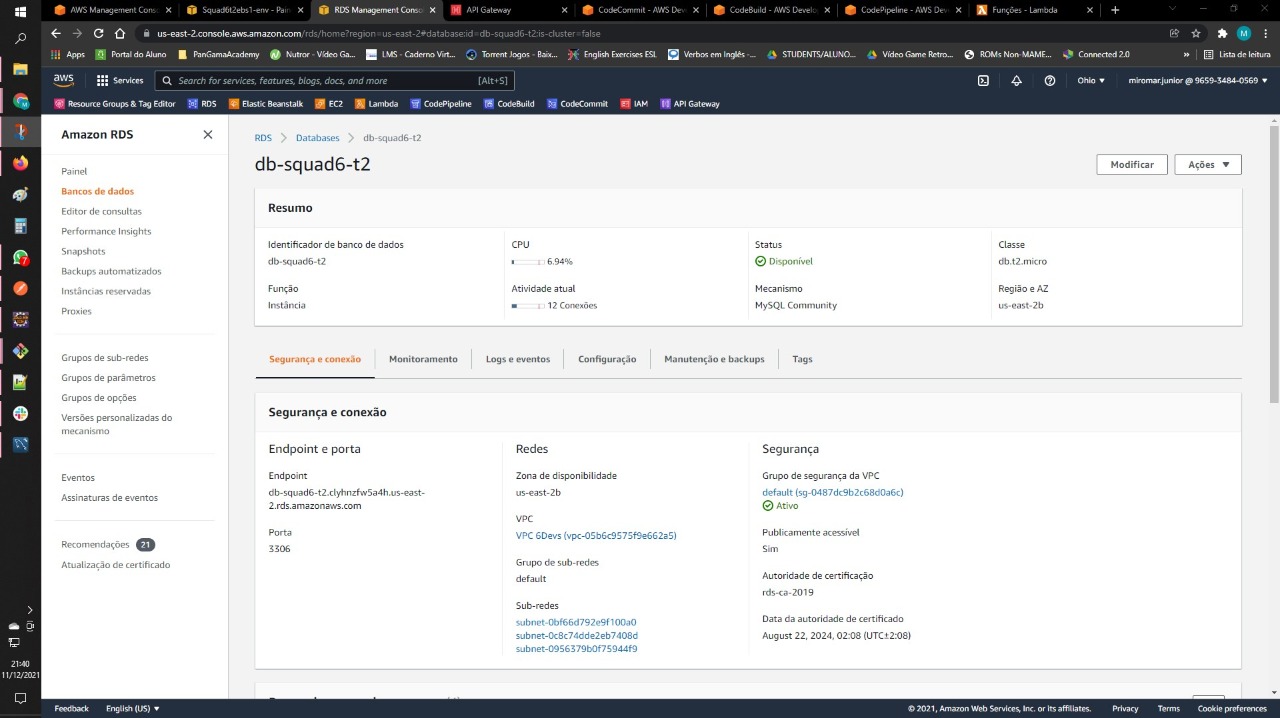 AWS Management Conso
Squad6t2ebs1-env - Pain
RDS Management Conso
API Gateway
CodeCommit - AWS Dev
CodeBuild - AWS Develo
CodePipeline - AWS Dev
Funções - Lambda
us-east-2.console.aws.amazon.com/rds/home?region=us-east-2#database:id=db-squad6-t2;is-cluster=false
M
Apps
Portal do Aluno
PanGamAcademy
Nutror - Vídeo Ga...
LMS - Caderno Virt...
Torrent Jogos - Baix...
English Exercises ESL
Verbos em Inglês -...
STUDENTS/ALUNO...
Video Game Retro...
ROMs Non-MAME...
Connected 2.0
»
Lista de leitura
aws
Services
Search for services, features, blogs, docs, and more
[Alt+S]
Ohio ▼
miromar.junior @ 9659-3484-0569 ▼
Resource Groups & Tag Editor
RDS
Elastic Beanstalk
EC2
Lambda
CodePipeline
CodeBuild
CodeCommit
IAM
API Gateway
Amazon RDS
Painel
Bancos de dados
Editor de consultas
Performance Insights
Snapshots
Backups automatizados
Instâncias reservadas
Proxies
Grupos de sub-redes
Grupos de parâmetros
Grupos de opções
Versões personalizadas do
mecanismo
Eventos
Assinaturas de eventos
Recomendações 21
Atualização de certificado
RDS > Databases > db-squad6-t2
db-squad6-t2
Modificar
Ações ▼
Resumo
Identificador de banco de dados
db-squad6-t2
CPU
6.94%
Status
Disponível
Classe
db.t2.micro
Função
Instância
Atividade atual
12 Conexões
Mecanismo
MySQL Community
Região e AZ
us-east-2b
Segurança e conexão
Monitoramento
Logs e eventos
Configuração
Manutenção e backups
Tags
Segurança e conexão
Endpoint e porta
Endpoint
db-squad6-t2.clyhnzfw5a4h.us-east-
2.rds.amazonaws.com
Porta
3306
Redes
Zona de disponibilidade
us-east-2b
VPC
VPC 6Devs (vpc-05b6c9575f9e662a5)
Grupo de sub-redes
default
Sub-redes
subnet-0bf66d792e9f100a0
subnet-0c8c74dde2eb7408d
subnet-0956379b0f75944f9
Segurança
Grupo de segurança da VPC
default (sg-0487dc9b2c68d0a6c)
Ativo
Publicamente acessível
Sim
Autoridade de certificação
rds-ca-2019
Data da autoridade de certificado
August 22, 2024, 02:08 (UTC±2:08)
7
21:40
11/12/2021
Feedback
English (US) ▼
© 2021, Amazon Web Services, Inc. or its affiliates.
Privacy
Terms
Cookie preferences